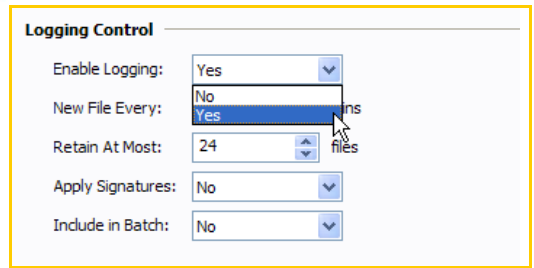 Logging Control
Enable Logging: Yes
No
New File Every: Yes
Retain At Most: 24 files
Apply Signatures: No
Include in Batch: No